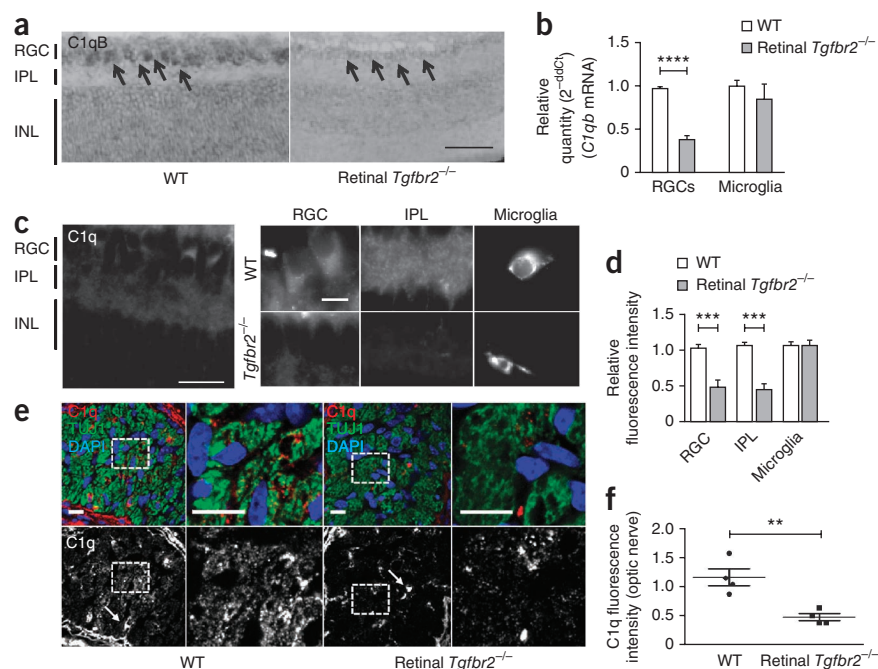 a
C1qB
RGC
IPL
INL
WT
Retinal Tgfbr2–/–
b
WT
Retinal Tgfbr2–/–
Relative quantity (2–ddCt)
(C1qb mRNA)
1.5
1.0
0.5
0
****
RGCs
Microglia
c
C1q
RGC
IPL
INL
RGC
IPL
Microglia
WT
Tgfbr2–/–
d
WT
Retinal Tgfbr2–/–
Relative
fluorescence intensity
1.5
1.0
0.5
0
***
***
RGC
IPL
Microglia
e
C1q
TUJ1
DAPI
C1q
TUJ1
DAPI
C1q
WT
Retinal Tgfbr2–/–
f
C1q fluorescence
intensity (optic nerve)
2.0
1.5
1.0
0.5
0
**
WT
Retinal Tgfbr2–/–